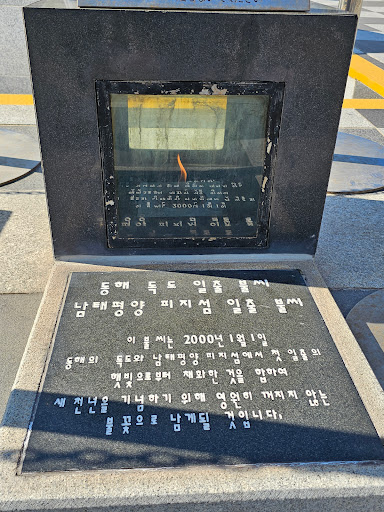 동해 독도 일출 불씨
남태평양 피지섬 일출 불씨
이 불씨는 2000년 1월 1일
동해의 독도와 남태평양 피지섬에서 첫 일출의
햇빛으로부터 채화한 것을 합하여
새 천년을 기념하기 위해 영원히 꺼지지 않는
불꽃으로 남게될 것입니다.